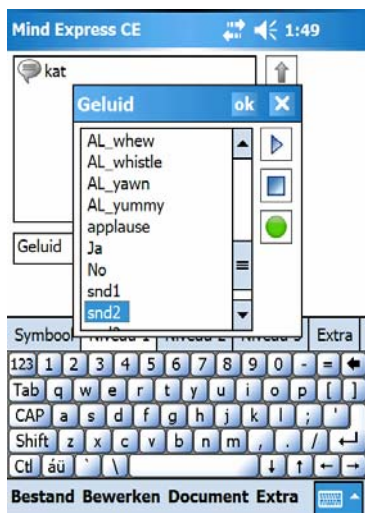 Mind Express CE 1:49
kat
Geluid ok
AL_whew
AL_whistle
AL_yawn
AL_yummy
applause
Ja
No
snd1
snd2
Geluid
Symbool Extra
123 1 2 3 4 5 6 7 8 9 0 - =
Tab q w e r t y u i o p [ ]
CAP a s d f g h j k l ; '
Shift z x c v b n m , . /
Ctl áü ` \
Bestand Bewerken Document Extra